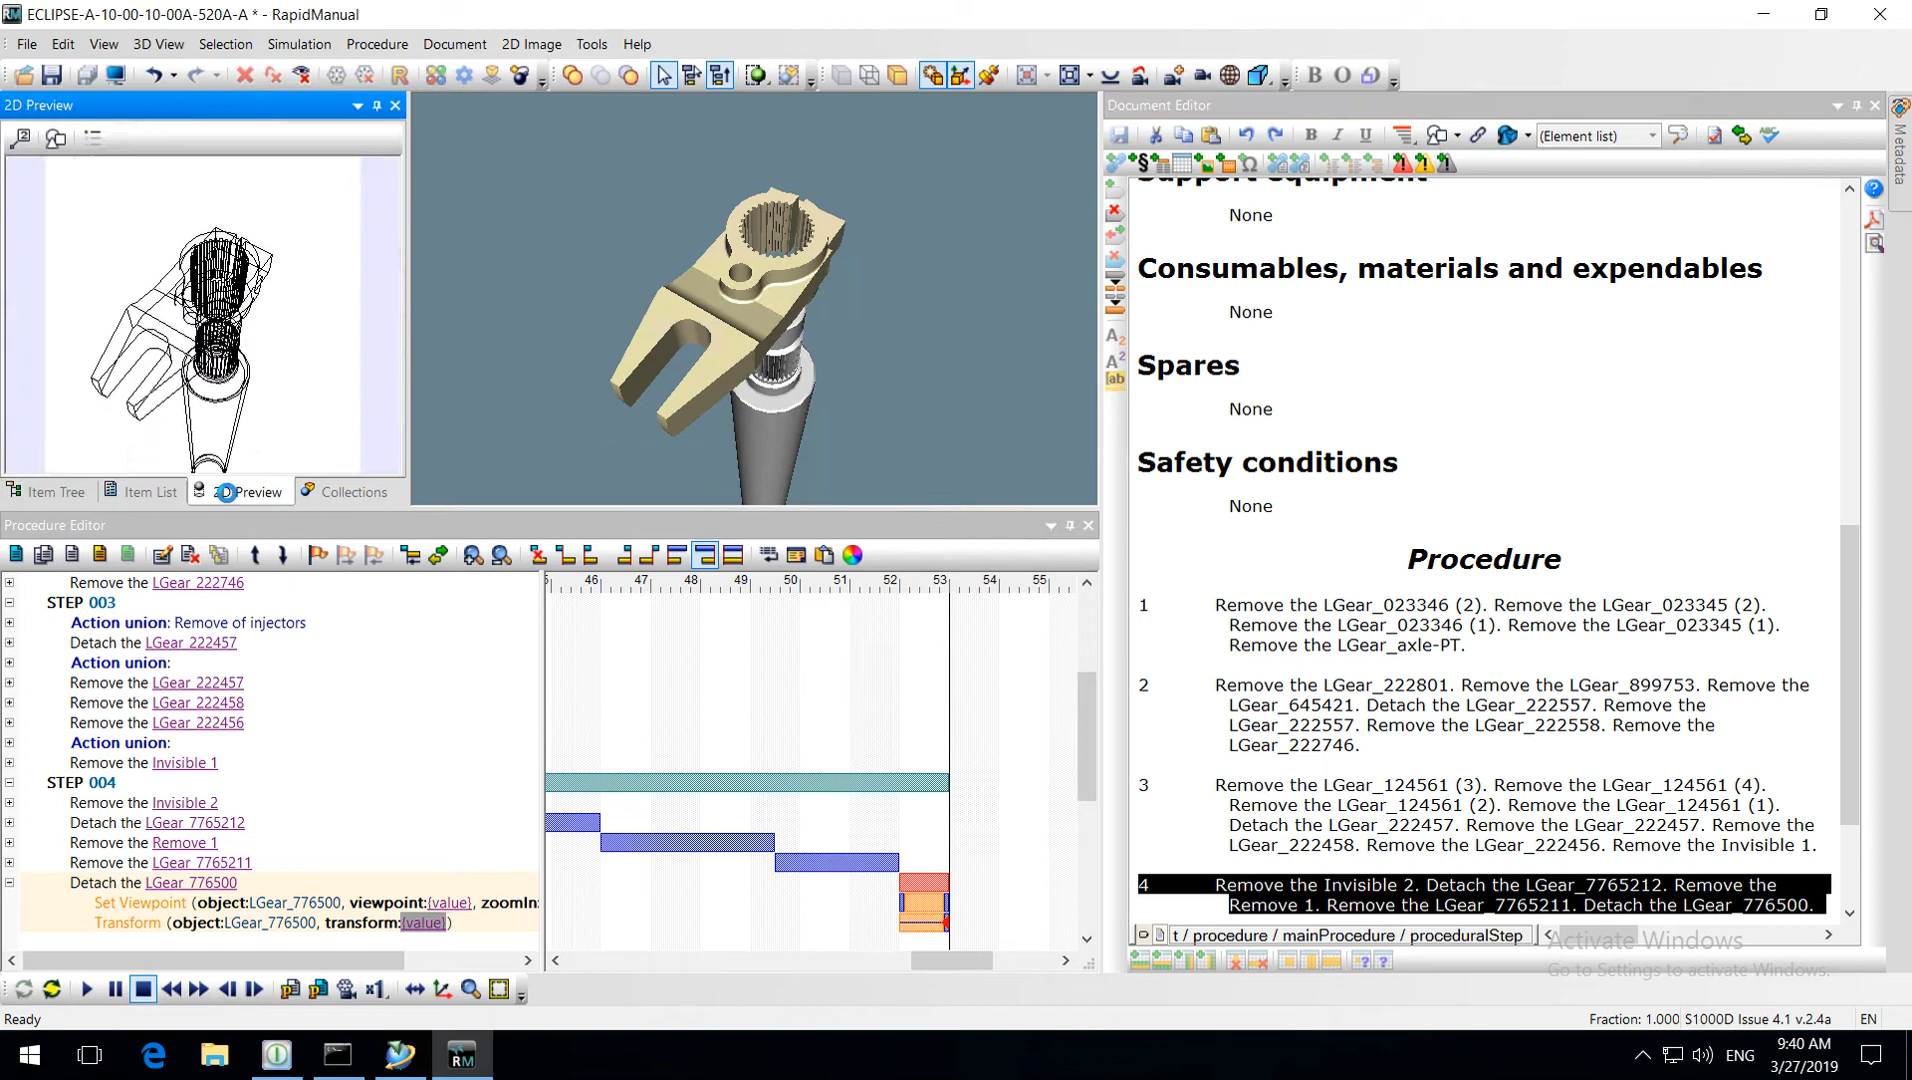 ECLIPSE-A-10-00-10-00A-520A-A * - RapidManual
File Edit View 3D View Selection Simulation Procedure Document 2D Image Tools Help
2D Preview
Item Tree Item List 2D Preview Collections
Procedure Editor
46 47 48 49 50 51 52 53 54 55
Remove the LGear 222746
STEP 003
Action union: Remove of injectors
Detach the LGear 222457
Action union:
Remove the LGear 222457
Remove the LGear 222458
Remove the LGear 222456
Action union:
Remove the Invisible 1
STEP 004
Remove the Invisible 2
Detach the LGear 7765212
Remove the Remove 1
Remove the LGear 7765211
Detach the LGear 776500
Set Viewpoint (object:LGear_776500, viewpoint:{value}, zoomIn:
Transform (object:LGear_776500, transform:{value})
Document Editor
(Element list)
Metadata
Support equipment
None
Consumables, materials and expendables
None
Spares
None
Safety conditions
None
Procedure
1 Remove the LGear_023346 (2). Remove the LGear_023345 (2).
Remove the LGear_023346 (1). Remove the LGear_023345 (1).
Remove the LGear_axle-PT.
2 Remove the LGear_222801. Remove the LGear_899753. Remove the
LGear_645421. Detach the LGear_222557. Remove the
LGear_222557. Remove the LGear_222558. Remove the
LGear_222746.
3 Remove the LGear_124561 (3). Remove the LGear_124561 (4).
Remove the LGear_124561 (2). Remove the LGear_124561 (1).
Detach the LGear_222457. Remove the LGear_222457. Remove the
LGear_222458. Remove the LGear_222456. Remove the Invisible 1.
4 Remove the Invisible 2. Detach the LGear_7765212. Remove the
Remove 1. Remove the LGear_7765211. Detach the LGear_776500.
t / procedure / mainProcedure / proceduralStep
Activate Windows
Go to Settings to activate Windows.
Ready
Fraction: 1.000 S1000D Issue 4.1 v.2.4a EN
ENG
9:40 AM
3/27/2019